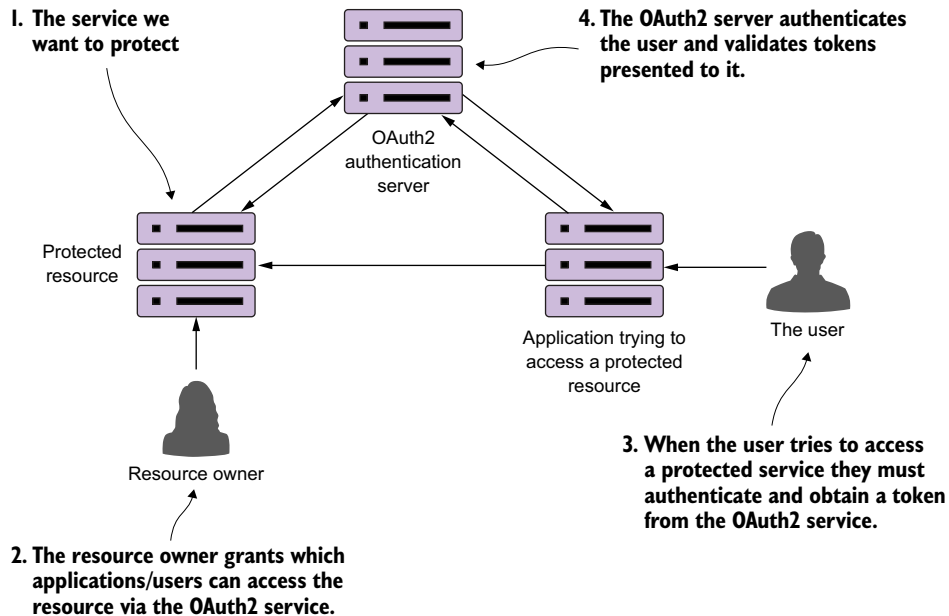 1. The service we
want to protect
4. The OAuth2 server authenticates
the user and validates tokens
presented to it.
OAuth2
authentication
server
Protected
resource
Application trying to
access a protected
resource
The user
Resource owner
3. When the user tries to access
a protected service they must
authenticate and obtain a token
from the OAuth2 service.
2. The resource owner grants which
applications/users can access the
resource via the OAuth2 service.